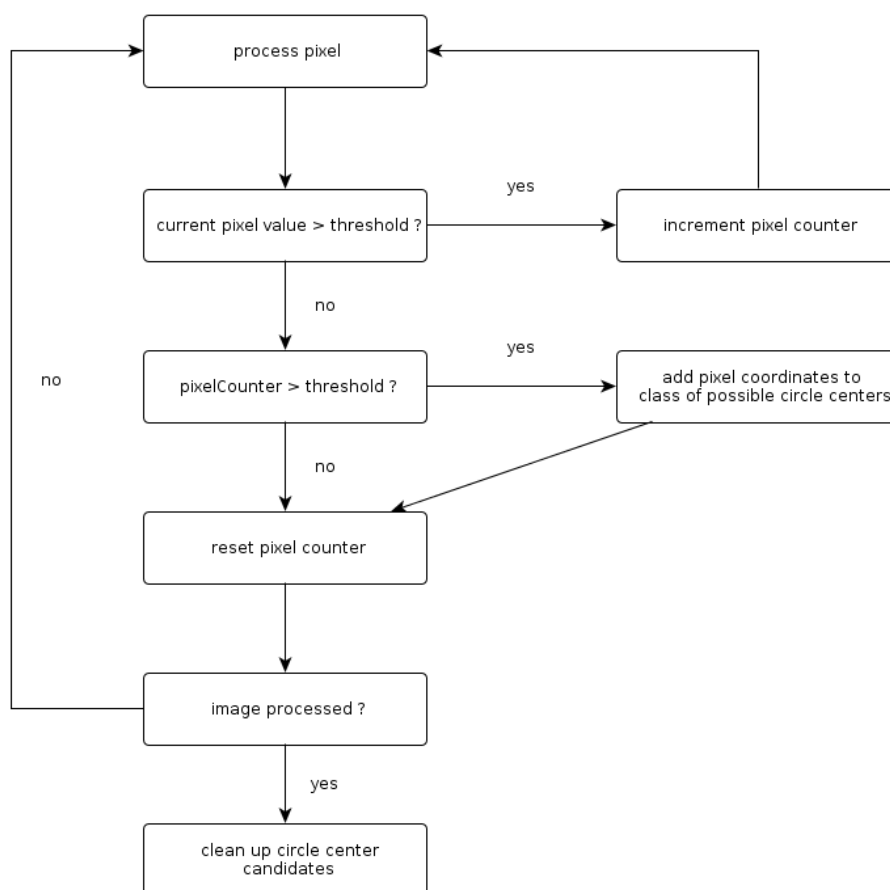 process pixel
current pixel value > threshold ?
yes
increment pixel counter
no
pixelCounter > threshold ?
yes
add pixel coordinates to
class of possible circle centers
no
no
reset pixel counter
image processed ?
yes
clean up circle center
candidates